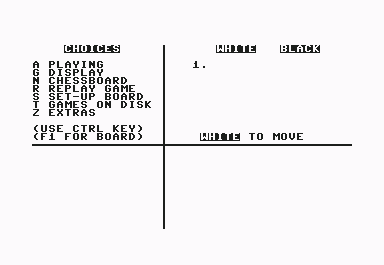 CHOICES
A PLAYING
G DISPLAY
N CHESSBOARD
R REPLAY GAME
S SET-UP BOARD
T GAMES ON DISK
Z EXTRAS
(USE CTRL KEY)
(F1 FOR BOARD)
WHITE BLACK
1.
WHITE TO MOVE